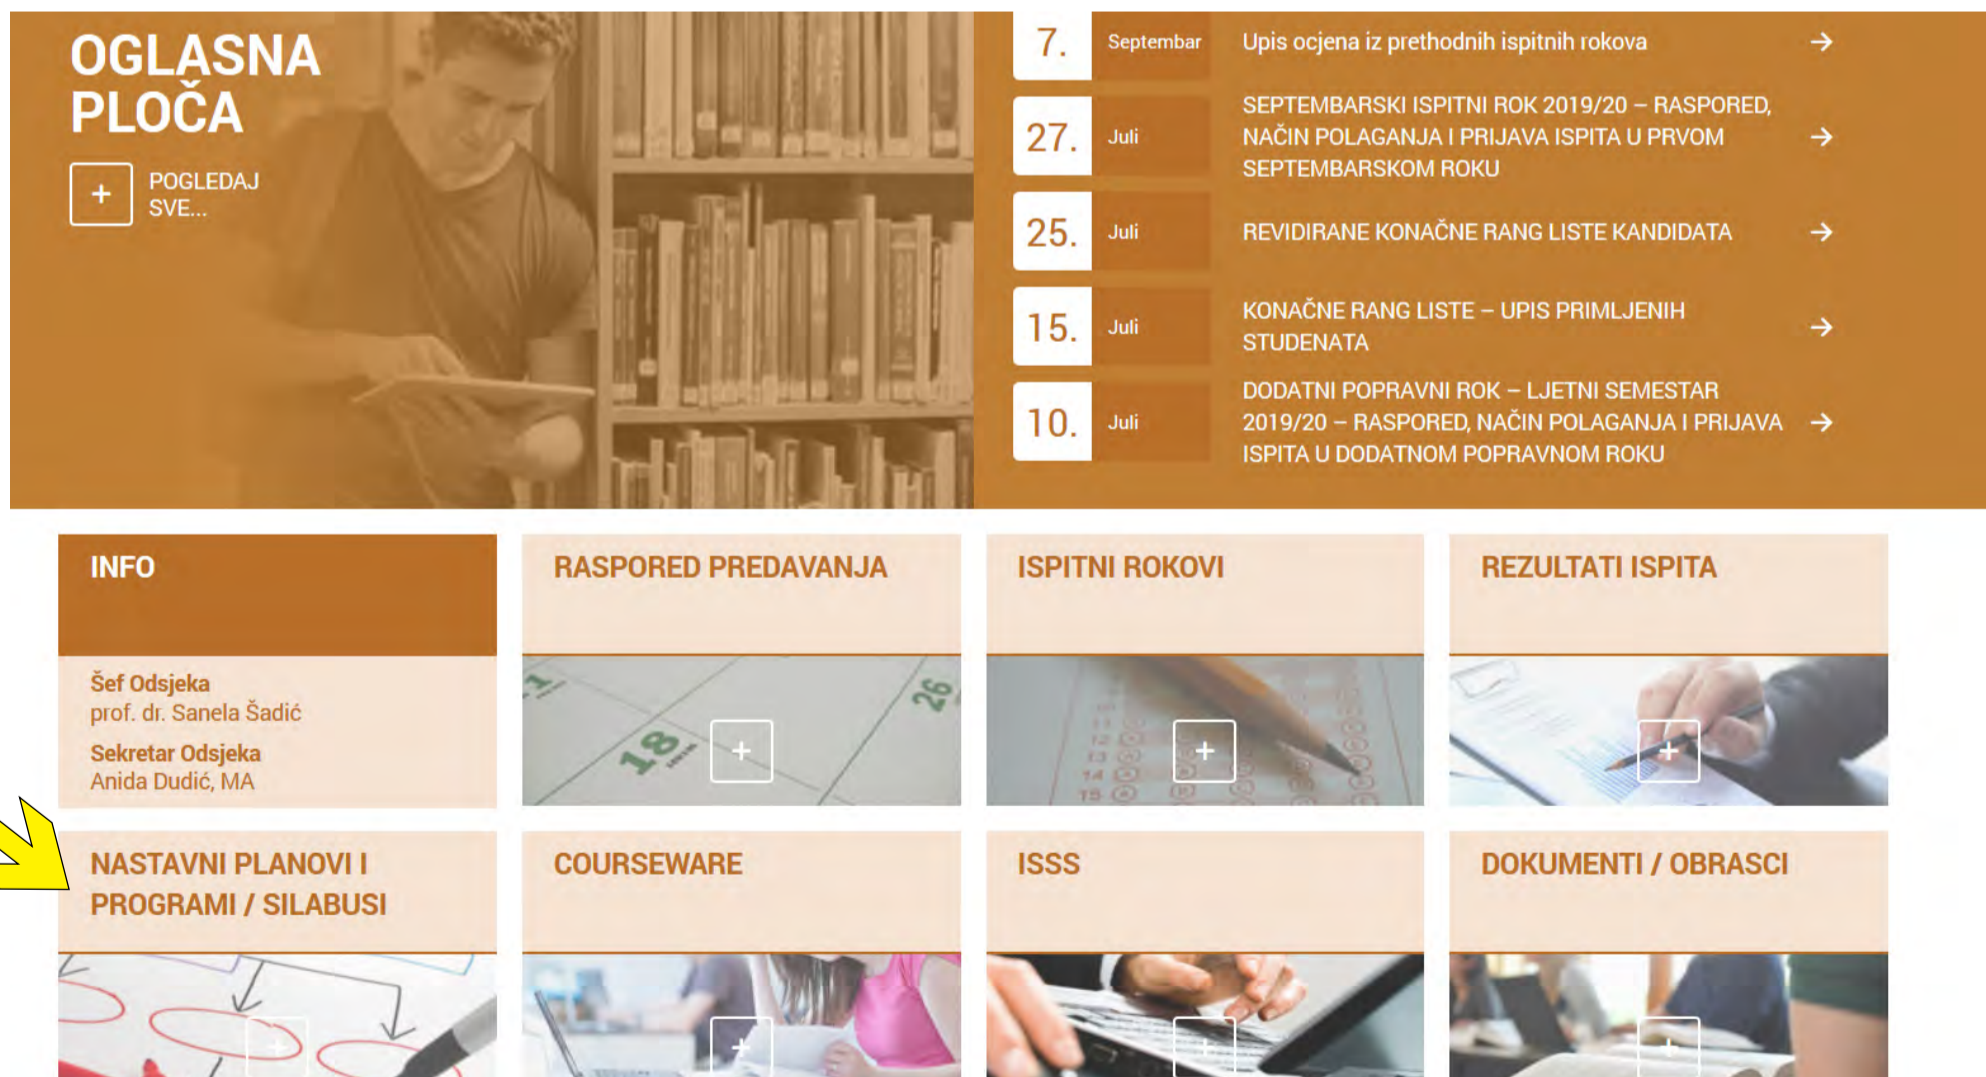 OGLASNA
PLOČA
+
POGLEDAJ
SVE...
7. Septembar Upis ocjena iz prethodnih ispitnih rokova →
27. Juli SEPTEMBARSKI ISPITNI ROK 2019/20 – RASPORED,
NAČIN POLAGANJA I PRIJAVA ISPITA U PRVOM →
SEPTEMBARSKOM ROKU
25. Juli REVIDIRANE KONAČNE RANG LISTE KANDIDATA →
15. Juli KONAČNE RANG LISTE – UPIS PRIMLJENIH →
STUDENATA
10. Juli DODATNI POPRAVNI ROK – LJETNI SEMESTAR
2019/20 – RASPORED, NAČIN POLAGANJA I PRIJAVA →
ISPITA U DODATNOM POPRAVNOM ROKU
INFO
Šef Odsjeka
prof. dr. Sanela Šadić
Sekretar Odsjeka
Anida Dudić, MA
RASPORED PREDAVANJA
18
26
+
ISPITNI ROKOVI
14
15
+
REZULTATI ISPITA
+
NASTAVNI PLANOVI I
PROGRAMI / SILABUSI
+
COURSEWARE
+
ISSS
+
DOKUMENTI / OBRASCI
+